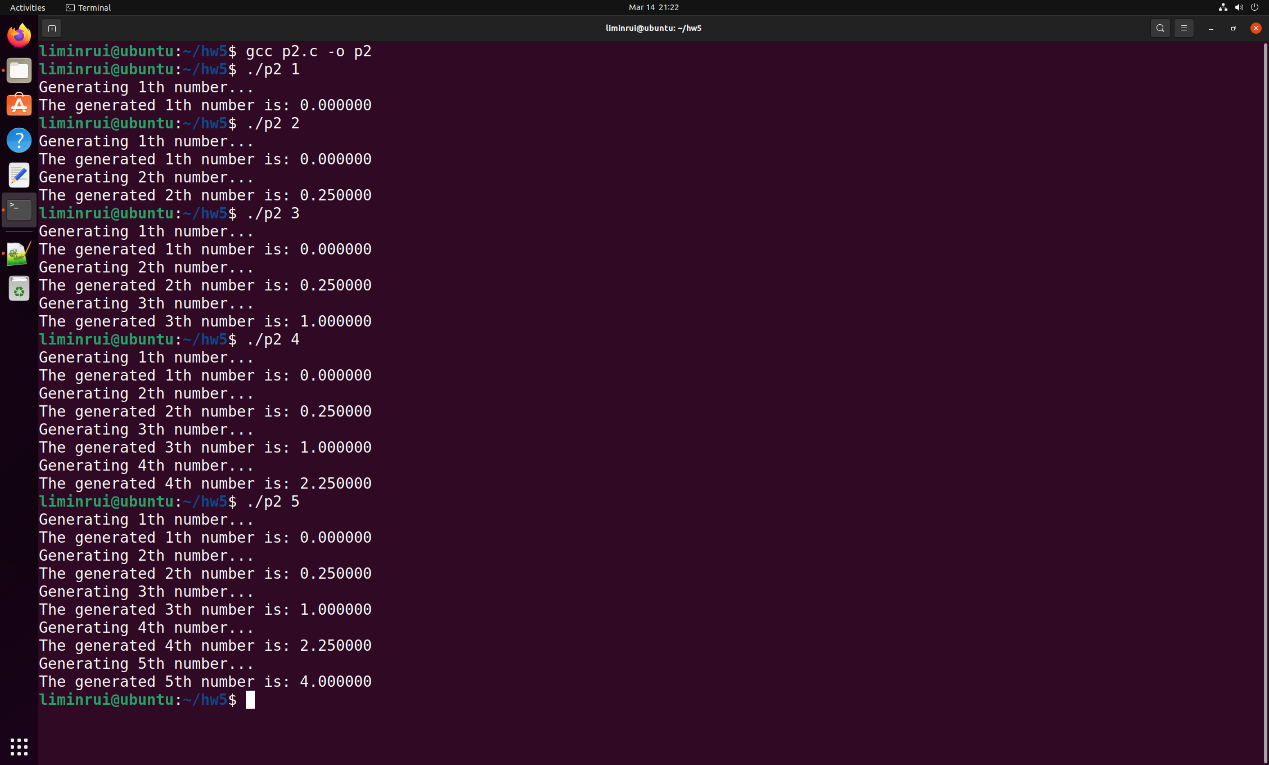 Activities
Terminal
Mar 14 21:22
liminrui@ubuntu: ~/hw5
liminrui@ubuntu:~/hw5$ gcc p2.c -o p2
liminrui@ubuntu:~/hw5$ ./p2 1
Generating 1th number...
The generated 1th number is: 0.000000
liminrui@ubuntu:~/hw5$ ./p2 2
Generating 1th number...
The generated 1th number is: 0.000000
Generating 2th number...
The generated 2th number is: 0.250000
liminrui@ubuntu:~/hw5$ ./p2 3
Generating 1th number...
The generated 1th number is: 0.000000
Generating 2th number...
The generated 2th number is: 0.250000
Generating 3th number...
The generated 3th number is: 1.000000
liminrui@ubuntu:~/hw5$ ./p2 4
Generating 1th number...
The generated 1th number is: 0.000000
Generating 2th number...
The generated 2th number is: 0.250000
Generating 3th number...
The generated 3th number is: 1.000000
Generating 4th number...
The generated 4th number is: 2.250000
liminrui@ubuntu:~/hw5$ ./p2 5
Generating 1th number...
The generated 1th number is: 0.000000
Generating 2th number...
The generated 2th number is: 0.250000
Generating 3th number...
The generated 3th number is: 1.000000
Generating 4th number...
The generated 4th number is: 2.250000
Generating 5th number...
The generated 5th number is: 4.000000
liminrui@ubuntu:~/hw5$